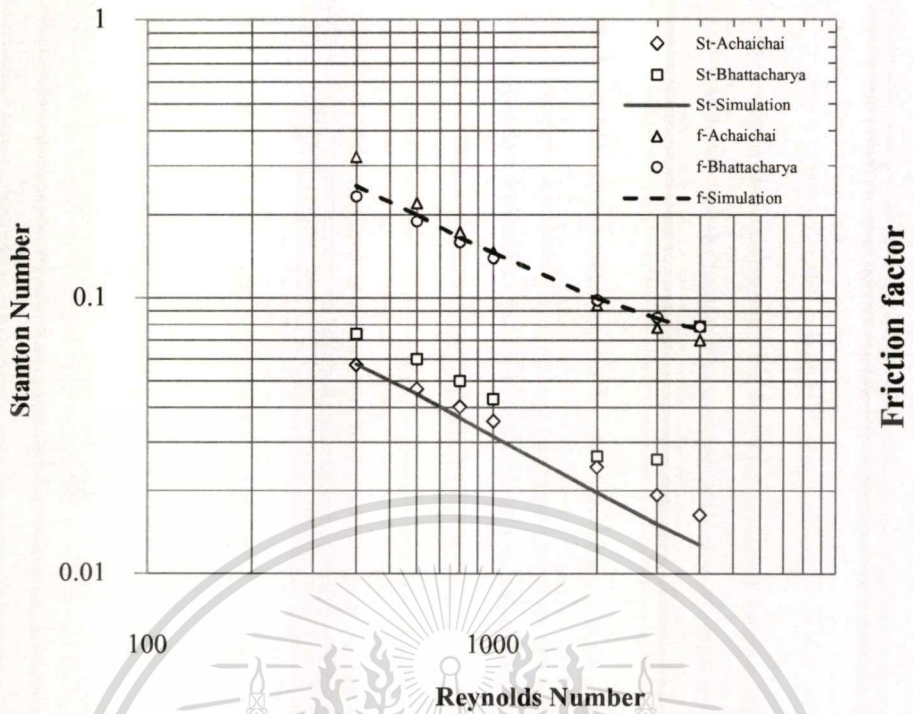 1
St-Achaichai
St-Bhattacharya
St-Simulation
f-Achaichai
f-Bhattacharya
f-Simulation
0.1
0.01
100
1000
Stanton Number
Friction factor
Reynolds Number